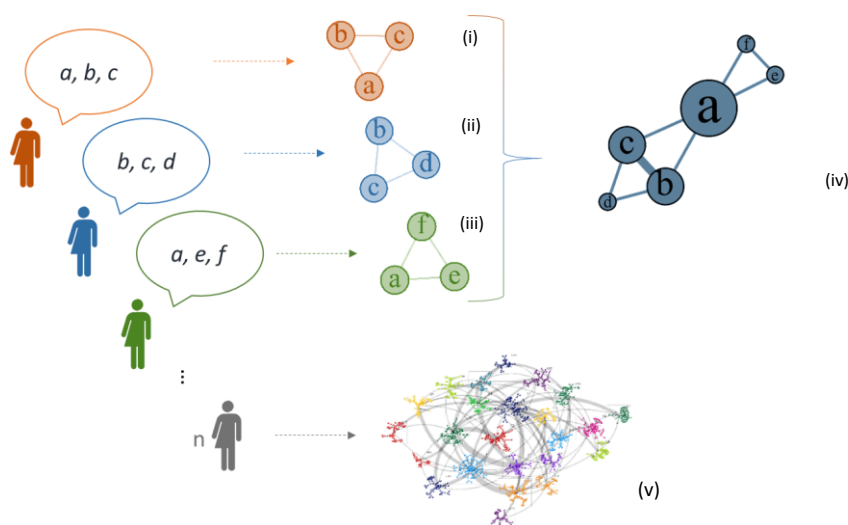 a, b, c
b
c
a
(i)
b, c, d
b
d
c
(ii)
a, e, f
f
a
e
(iii)
f
e
a
c
b
d
(iv)
⋮
n
(v)